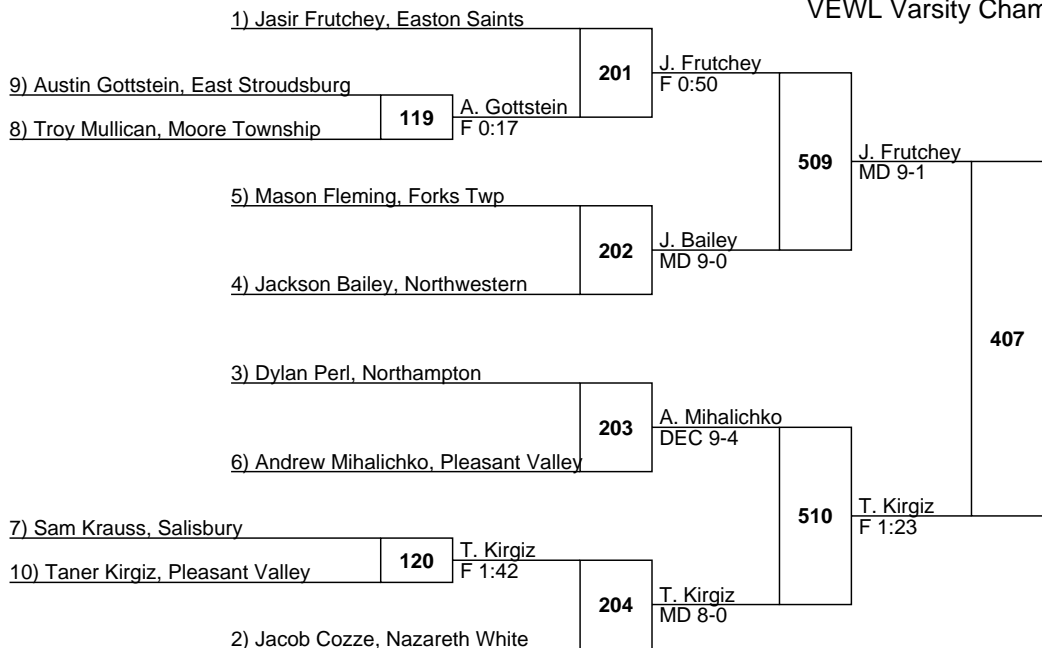 VEWL Varsity Cham
1) Jasir Frutchey, Easton Saints
201
J. Frutchey
F 0:50
9) Austin Gottstein, East Stroudsburg
119
A. Gottstein
F 0:17
8) Troy Mullican, Moore Township
509
J. Frutchey
MD 9-1
5) Mason Fleming, Forks Twp
202
J. Bailey
MD 9-0
4) Jackson Bailey, Northwestern
407
3) Dylan Perl, Northampton
203
A. Mihalichko
DEC 9-4
6) Andrew Mihalichko, Pleasant Valley
510
T. Kirgiz
F 1:23
7) Sam Krauss, Salisbury
120
T. Kirgiz
F 1:42
10) Taner Kirgiz, Pleasant Valley
204
T. Kirgiz
MD 8-0
2) Jacob Cozze, Nazareth White